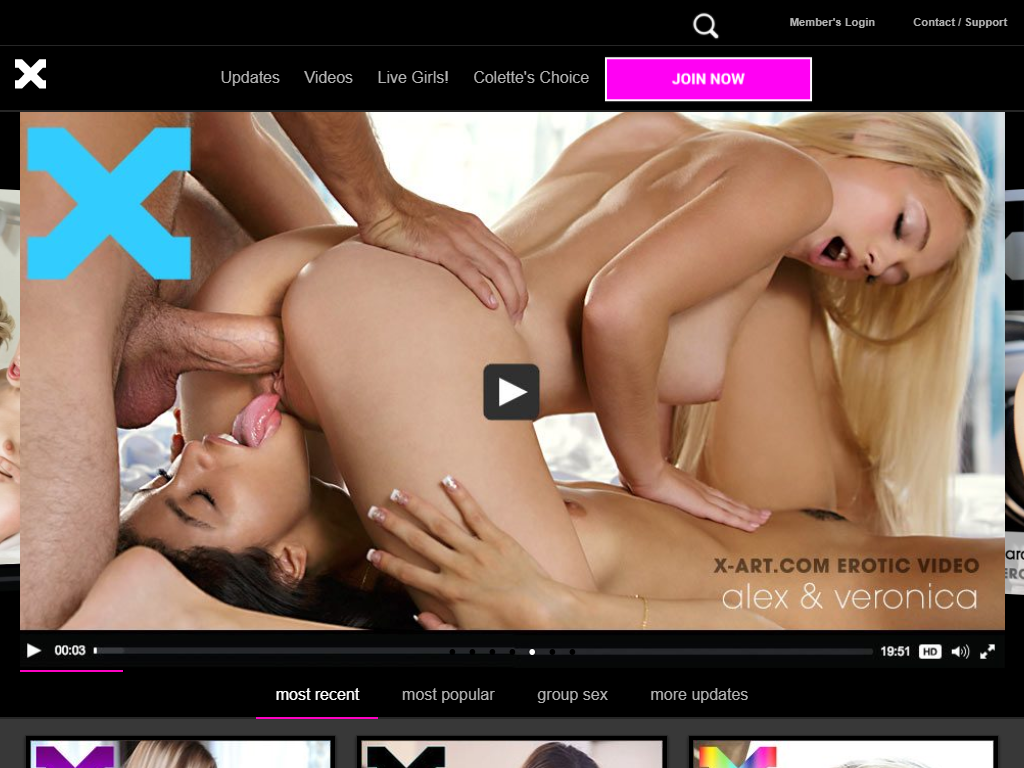 Member's Login
Contact / Support
Updates
Videos
Live Girls!
Colette's Choice
JOIN NOW
X-ART.COM EROTIC VIDEO
alex & veronica
00:03
19:51
HD
most recent
most popular
group sex
more updates